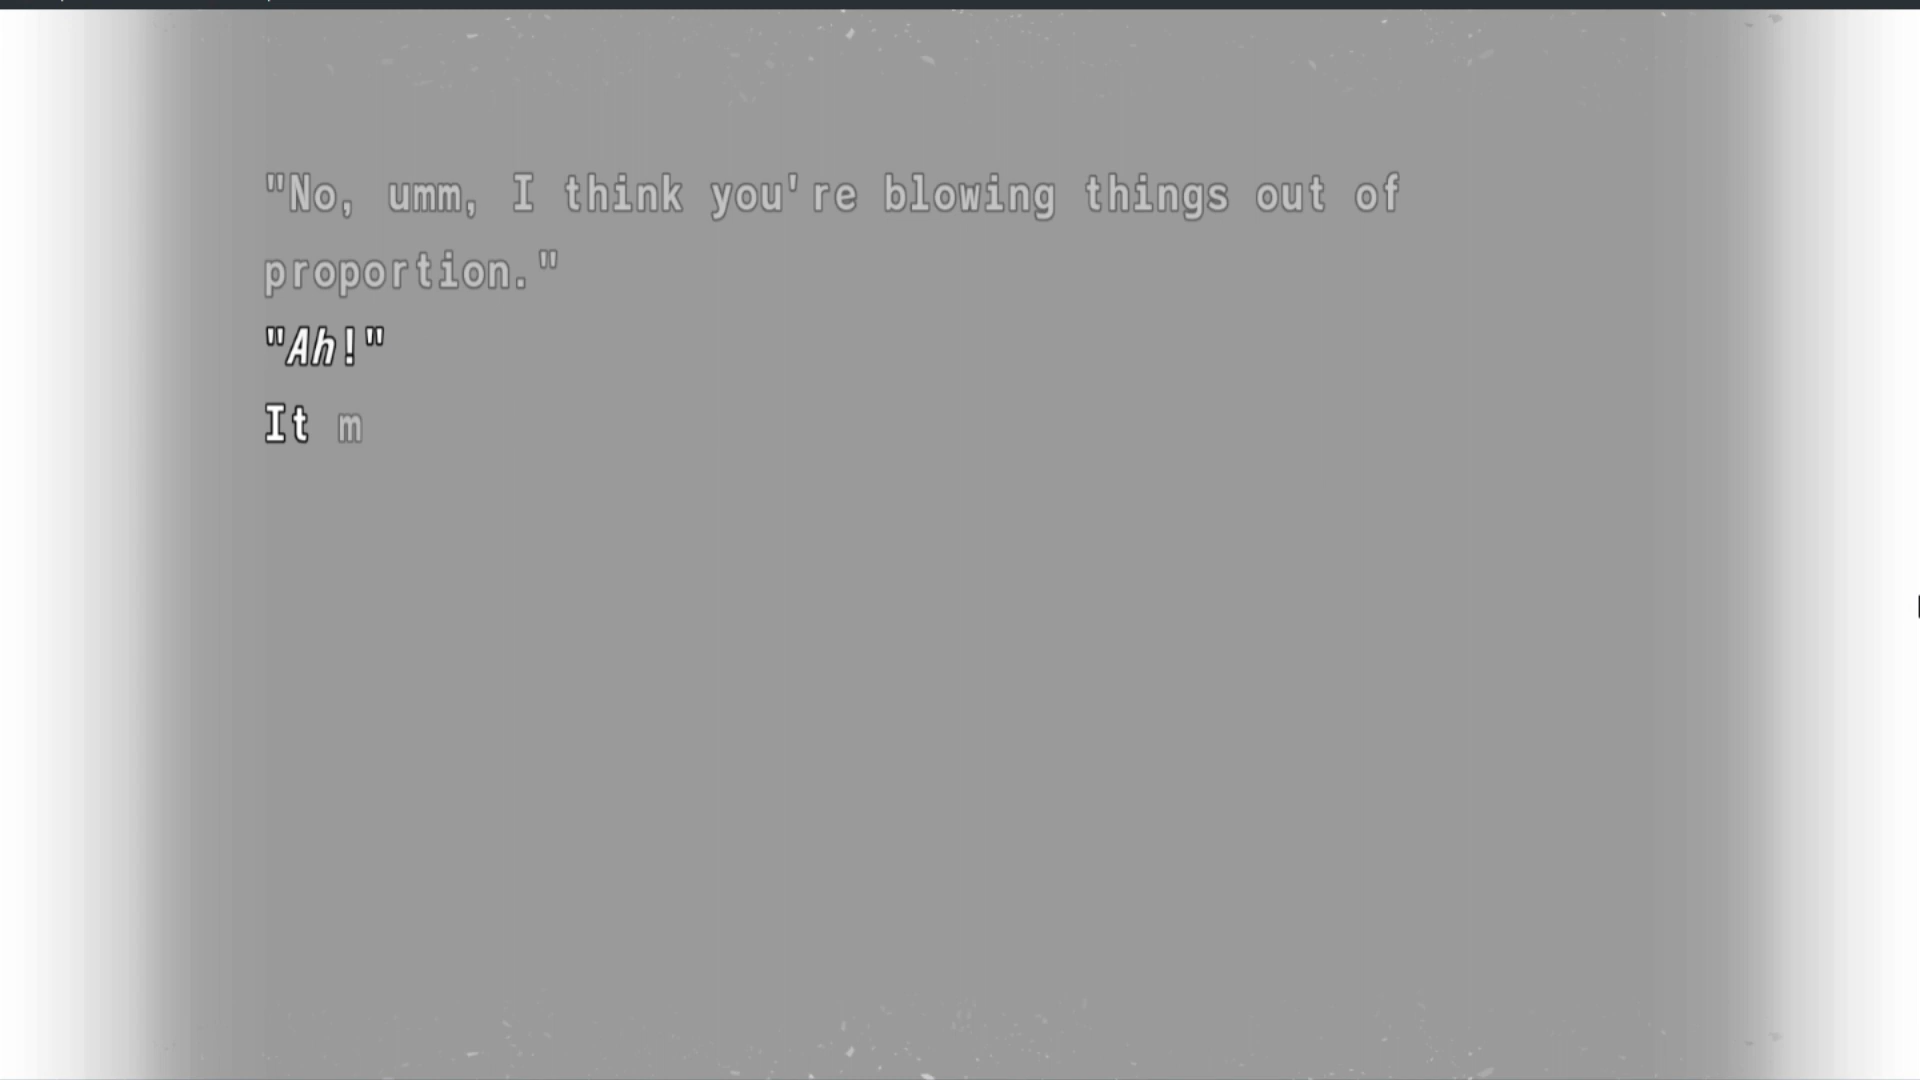 "No, umm, I think you're blowing things out of
proportion."
"Ah!"
It m